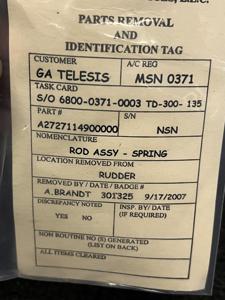 PARTS REMOVAL
AND
IDENTIFICATION TAG
CUSTOMER A/C REG
GA TELESIS MSN 0371
TASK CARD
S/O 6800-0371-0003 TD-300-135
PART # S/N
A2727114900000 NSN
NOMENCLATURE
ROD ASSY - SPRING
LOCATION REMOVED FROM
RUDDER
REMOVED BY / DATE / BADGE #
A.BRANDT 301325 9/17/2007
DISCREPANCY NOTED INSP. BY / DATE
YES NO (IF REQUIRED)
NON ROUTINE NO (S) GENERATED
(LIST ON BACK)
ALL ITEMS CLEARED